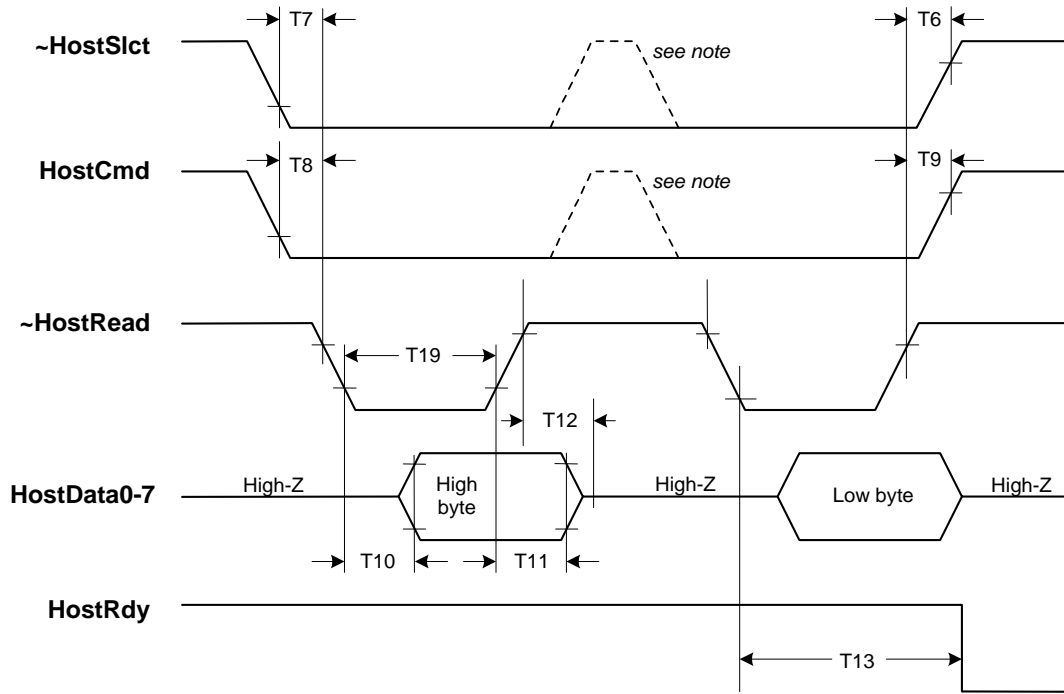 T7
T6
~HostSlct
see note
HostCmd
T8
T9
see note
~HostRead
T19
T12
HostData0-7
High-Z
High
byte
High-Z
Low byte
High-Z
T10
T11
HostRdy
T13